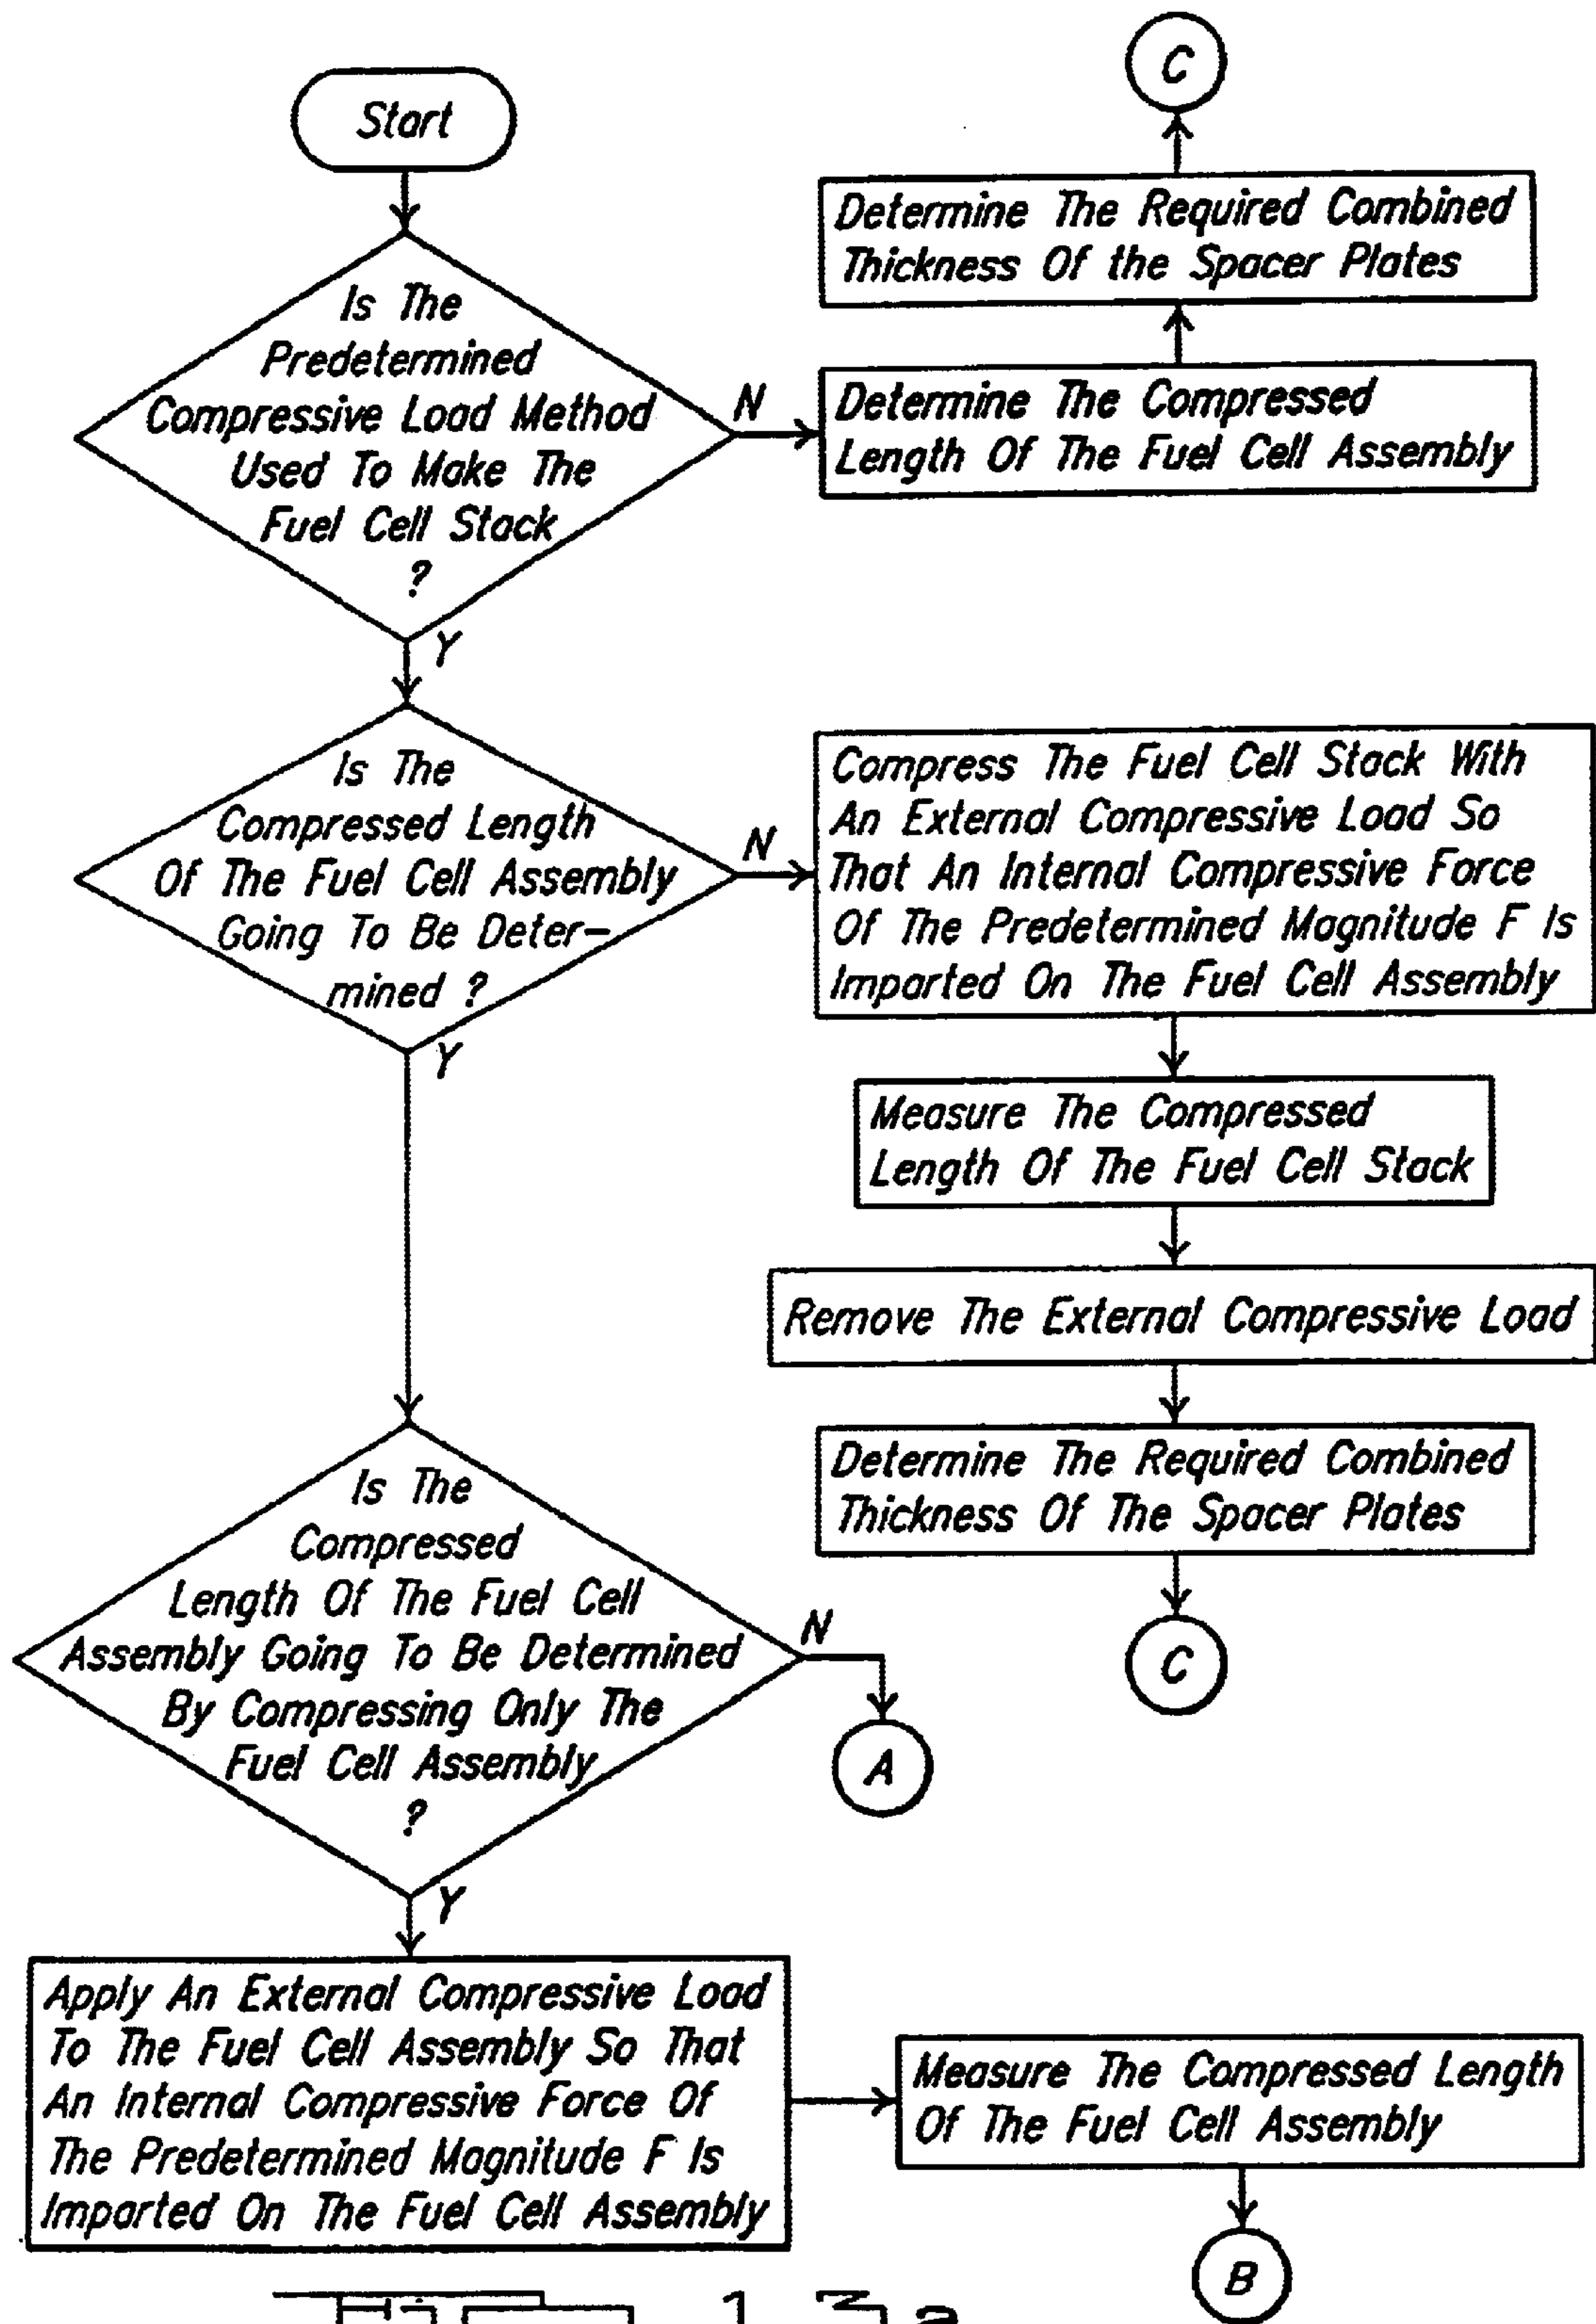 Start
Is The
Predetermined
Compressive Load Method
Used To Make The
Fuel Cell Stack
?
N
Determine The Compressed
Length Of The Fuel Cell Assembly
Determine The Required Combined
Thickness Of the Spacer Plates
C
Y
Is The
Compressed Length
Of The Fuel Cell Assembly
Going To Be Deter-
mined ?
N
Compress The Fuel Cell Stack With
An External Compressive Load So
That An Internal Compressive Force
Of The Predetermined Magnitude F Is
Imparted On The Fuel Cell Assembly
Measure The Compressed
Length Of The Fuel Cell Stack
Remove The External Compressive Load
Determine The Required Combined
Thickness Of The Spacer Plates
C
Y
Is The
Compressed
Length Of The Fuel Cell
Assembly Going To Be Determined
By Compressing Only The
Fuel Cell Assembly
?
N
A
Y
Apply An External Compressive Load
To The Fuel Cell Assembly So That
An Internal Compressive Force Of
The Predetermined Magnitude F Is
Imparted On The Fuel Cell Assembly
Measure The Compressed Length
Of The Fuel Cell Assembly
B